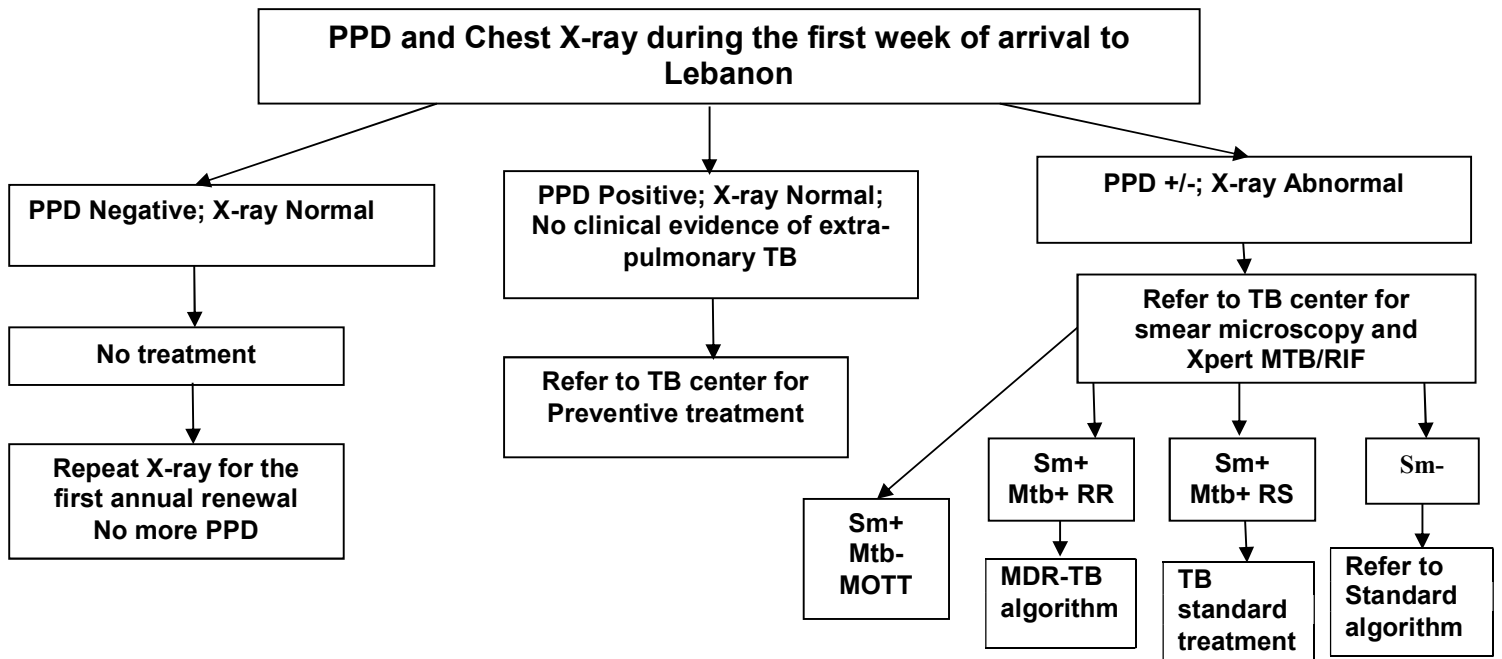 PPD and Chest X-ray during the first week of arrival to
Lebanon
PPD Negative; X-ray Normal
PPD Positive; X-ray Normal;
No clinical evidence of extra-
pulmonary TB
PPD +/-; X-ray Abnormal
No treatment
Refer to TB center for
Preventive treatment
Refer to TB center for
smear microscopy and
Xpert MTB/RIF
Repeat X-ray for the
first annual renewal
No more PPD
Sm+
Mtb-
MOTT
Sm+
Mtb+ RR
Sm+
Mtb+ RS
Sm-
MDR-TB
algorithm
TB
standard
treatment
Refer to
Standard
algorithm